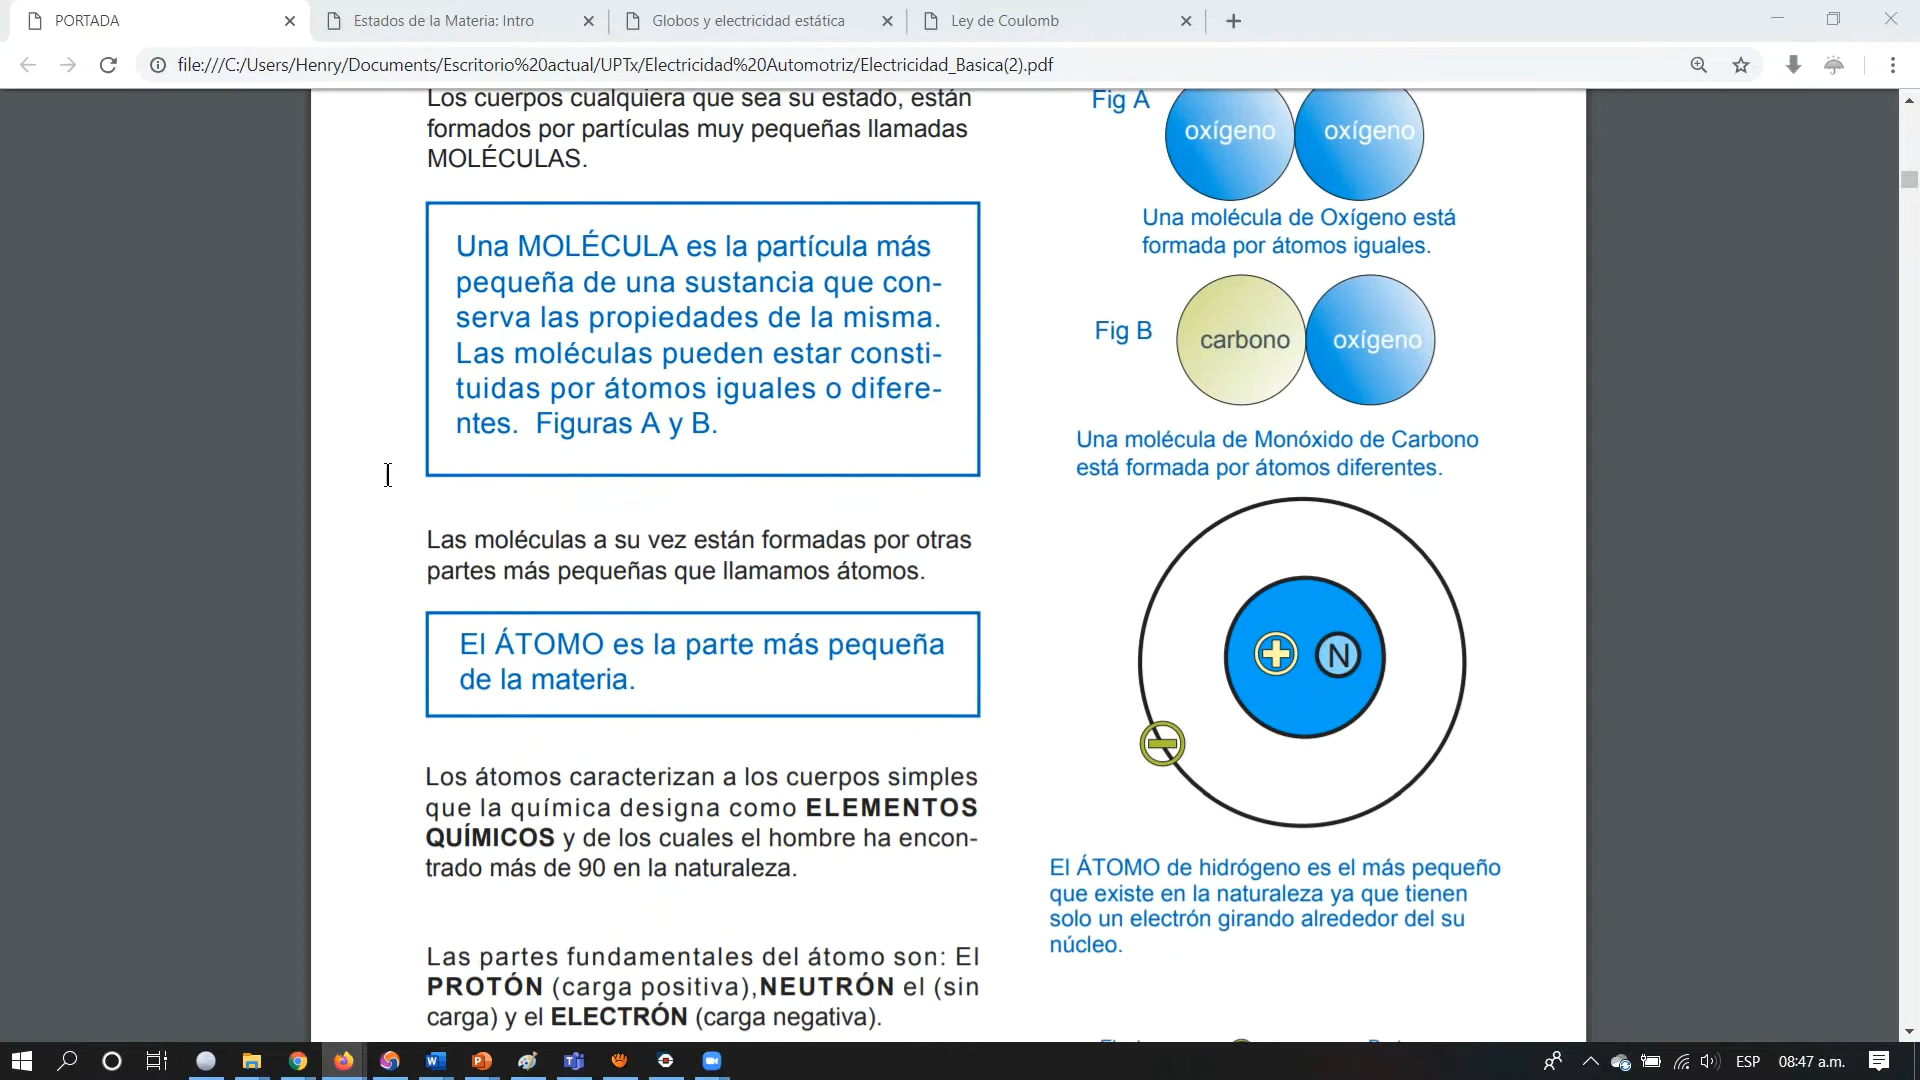 PORTADA
Estados de la Materia: Intro
Globos y electricidad estática
Ley de Coulomb
file:///C:/Users/Henry/Documents/Escritorio%20actual/UPTx/Electricidad%20Automotriz/Electricidad_Basica(2).pdf
Los cuerpos cualquiera que sea su estado, están
formados por partículas muy pequeñas llamadas
MOLÉCULAS.
Una MOLÉCULA es la partícula más
pequeña de una sustancia que con-
serva las propiedades de la misma.
Las moléculas pueden estar consti-
tuidas por átomos iguales o difere-
ntes. Figuras A y B.
Las moléculas a su vez están formadas por otras
partes más pequeñas que llamamos átomos.
El ÁTOMO es la parte más pequeña
de la materia.
Los átomos caracterizan a los cuerpos simples
que la química designa como ELEMENTOS
QUÍMICOS y de los cuales el hombre ha encon-
trado más de 90 en la naturaleza.
Las partes fundamentales del átomo son: El
PROTÓN (carga positiva),NEUTRÓN el (sin
carga) y el ELECTRÓN (carga negativa).
Fig A
oxígeno
oxígeno
Una molécula de Oxígeno está
formada por átomos iguales.
Fig B
carbono
oxígeno
Una molécula de Monóxido de Carbono
está formada por átomos diferentes.
N
El ÁTOMO de hidrógeno es el más pequeño
que existe en la naturaleza ya que tienen
solo un electrón girando alrededor del su
núcleo.
ESP
08:47 a.m.